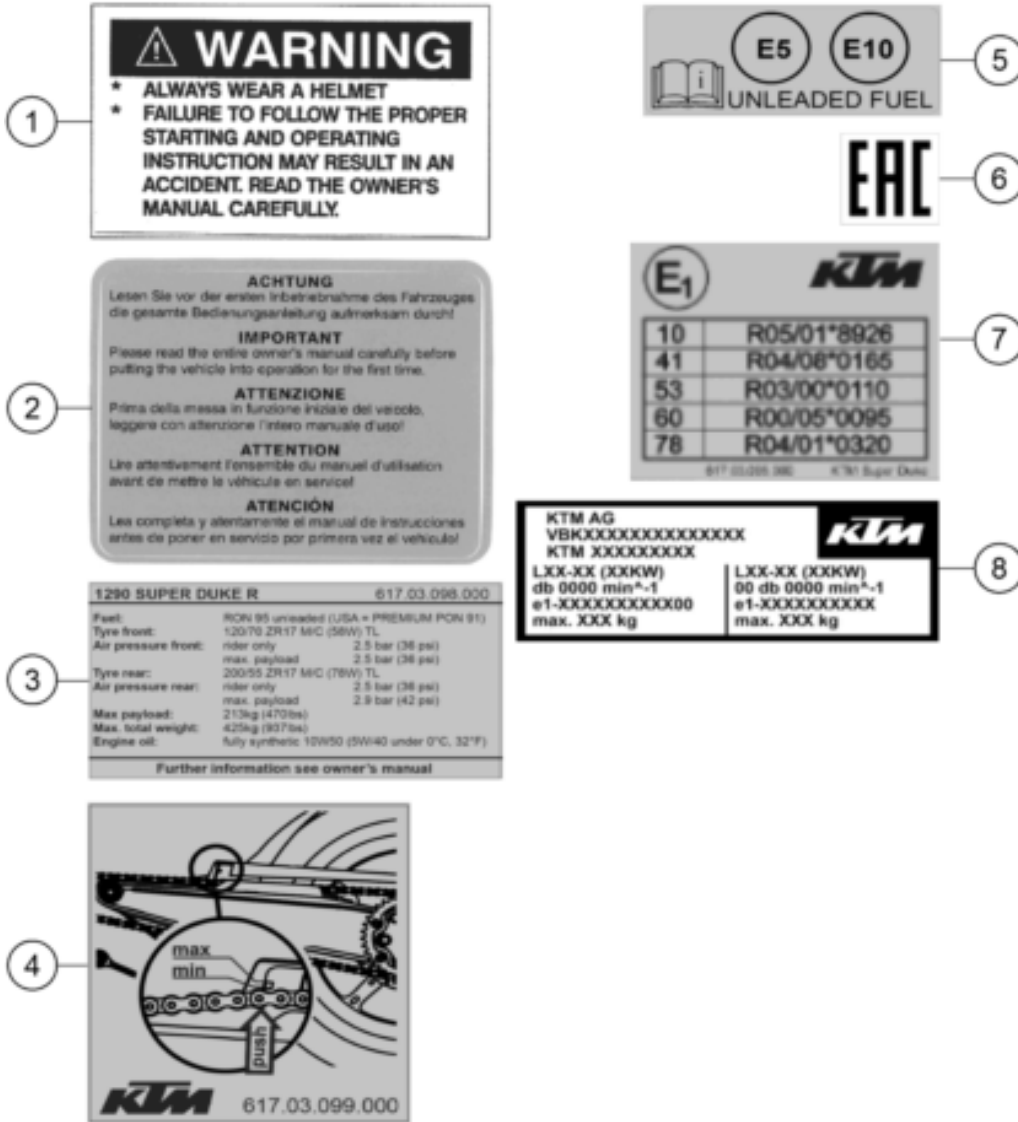 WARNING
* ALWAYS WEAR A HELMET
* FAILURE TO FOLLOW THE PROPER
STARTING AND OPERATING
INSTRUCTION MAY RESULT IN AN
ACCIDENT. READ THE OWNER'S
MANUAL CAREFULLY.
1
ACHTUNG
Lesen Sie vor der ersten Inbetriebnahme des Fahrzeuges
die gesamte Bedienungsanleitung aufmerksam durch!
IMPORTANT
Please read the entire owner's manual carefully before
putting the vehicle into operation for the first time.
ATTENZIONE
Prima della messa in funzione iniziale del veicolo,
leggere con attenzione l'intero manuale d'uso!
ATTENTION
Lire attentivement l'ensemble du manuel d'utilisation
avant de mettre le véhicule en service!
ATENCIÓN
Lea completa y atentamente el manual de instrucciones
antes de poner en servicio por primera vez el vehiculo!
2
1290 SUPER DUKE R 617.03.098.000
Fuel: RON 95 unleaded (USA = PREMIUM PON 91)
Tyre front: 120/70 ZR17 M/C (58W) TL
Air pressure front: rider only 2.5 bar (36 psi)
max. payload 2.5 bar (36 psi)
Tyre rear: 200/55 ZR17 M/C (78W) TL
Air pressure rear: rider only 2.5 bar (36 psi)
max. payload 2.9 bar (42 psi)
Max payload: 213kg (470lbs)
Max. total weight: 425kg (937lbs)
Engine oil: fully synthetic 10W50 (5W/40 under 0°C, 32°F)
Further information see owner's manual
3
max
min
push
KTM 617.03.099.000
4
E5 E10
i
UNLEADED FUEL
5
EAC
6
E1 KTM
10 R05/01*8926
41 R04/08*0165
53 R03/00*0110
60 R00/05*0095
78 R04/01*0320
KTM Super Duke
7
KTM AG
VBKXXXXXXXXXXXXXX
KTM XXXXXXXXX
KTM
LXX-XX (XXKW)
db 0000 min^-1
e1-XXXXXXXXXX00
max. XXX kg
LXX-XX (XXKW)
00 db 0000 min^-1
e1-XXXXXXXXXX
max. XXX kg
8